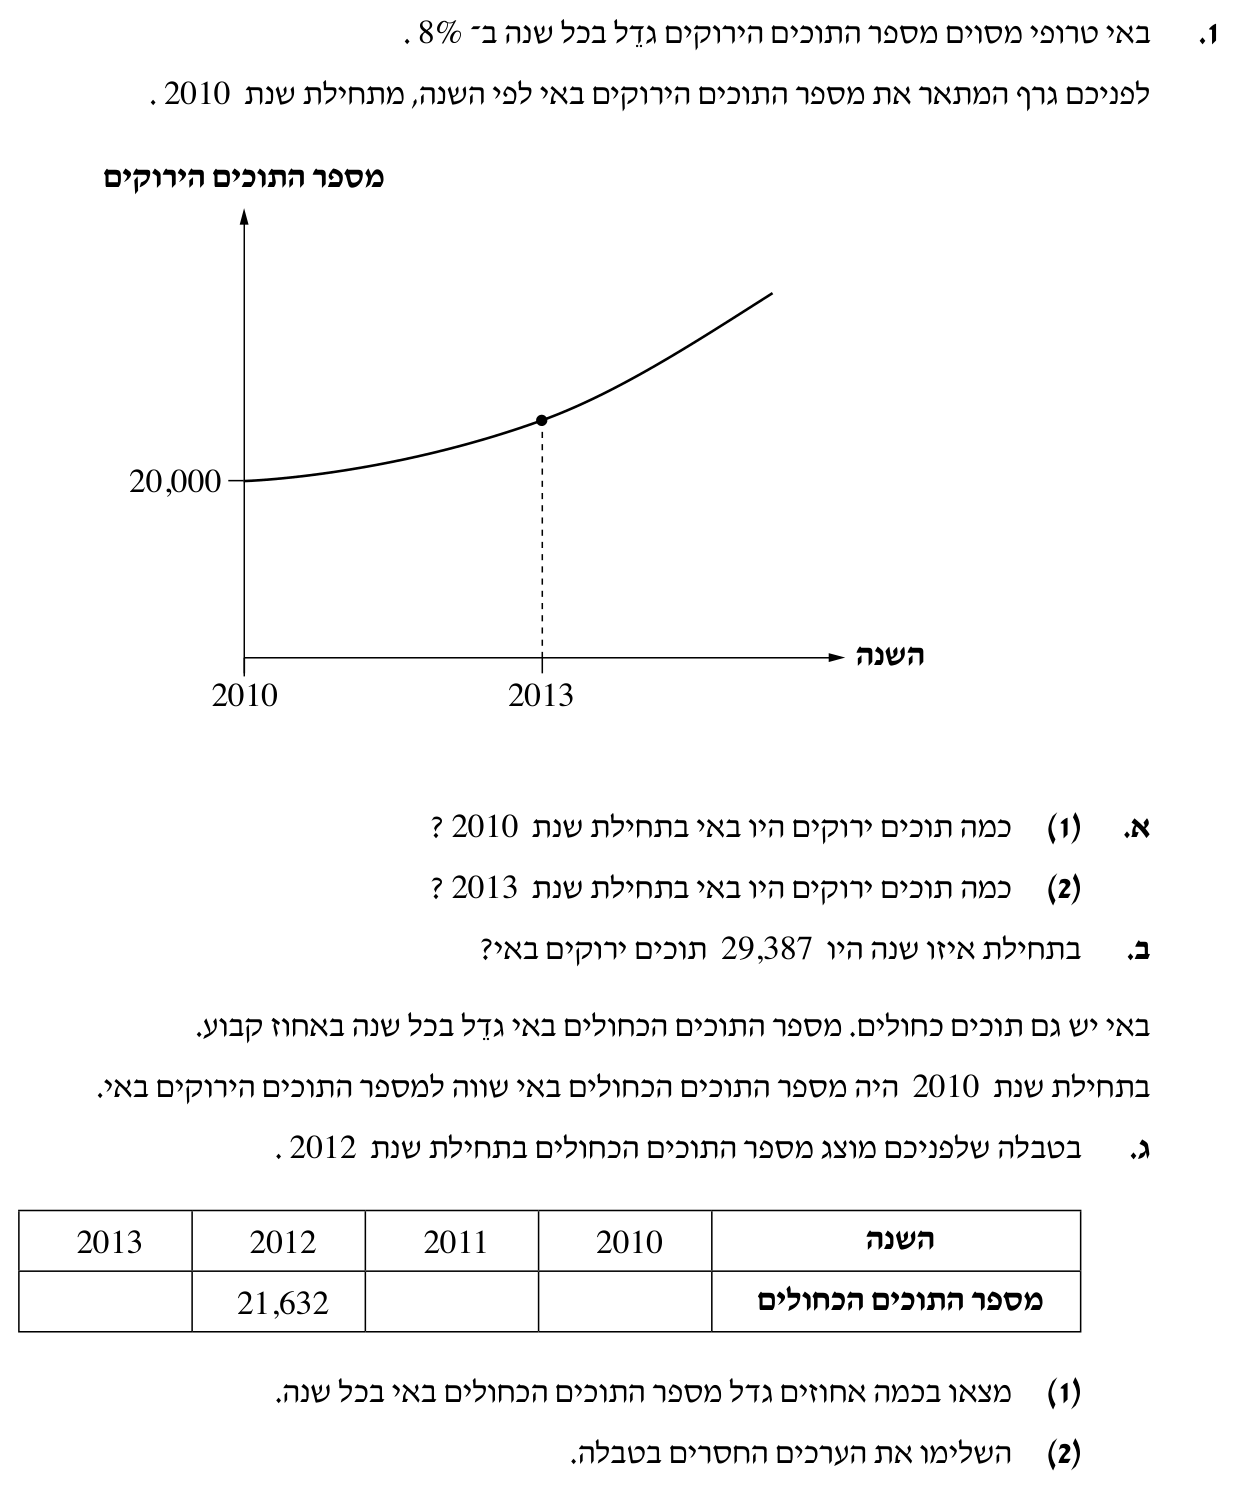 1. באי טרופי מסוים מספר התוכים הירוקים גדֵל בכל שנה ב־ 8% .
לפניכם גרף המתאר את מספר התוכים הירוקים באי לפי השנה, מתחילת שנת 2010 .
מספר התוכים הירוקים
20,000
השנה
2010 2013
א. (1) כמה תוכים ירוקים היו באי בתחילת שנת 2010 ?
(2) כמה תוכים ירוקים היו באי בתחילת שנת 2013 ?
ב. בתחילת איזו שנה היו 29,387 תוכים ירוקים באי?
באי יש גם תוכים כחולים. מספר התוכים הכחולים באי גדֵל בכל שנה באחוז קבוע.
בתחילת שנת 2010 היה מספר התוכים הכחולים באי שווה למספר התוכים הירוקים באי.
ג. בטבלה שלפניכם מוצג מספר התוכים הכחולים בתחילת שנת 2012 .
השנה 2010 2011 2012 2013
מספר התוכים הכחולים 21,632
(1) מצאו בכמה אחוזים גדל מספר התוכים הכחולים באי בכל שנה.
(2) השלימו את הערכים החסרים בטבלה.